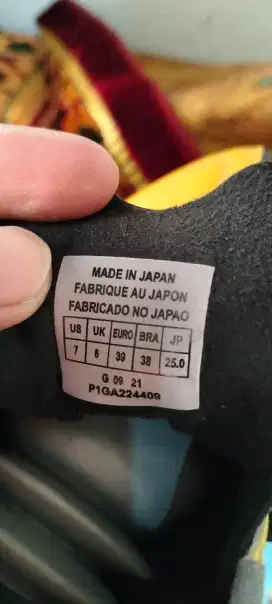 MADE IN JAPAN
FABRIQUE AU JAPON
FABRICADO NO JAPAO
US UK EURO BRA JP
7 6 39 38 25.0
G 09 21
P1GA224409